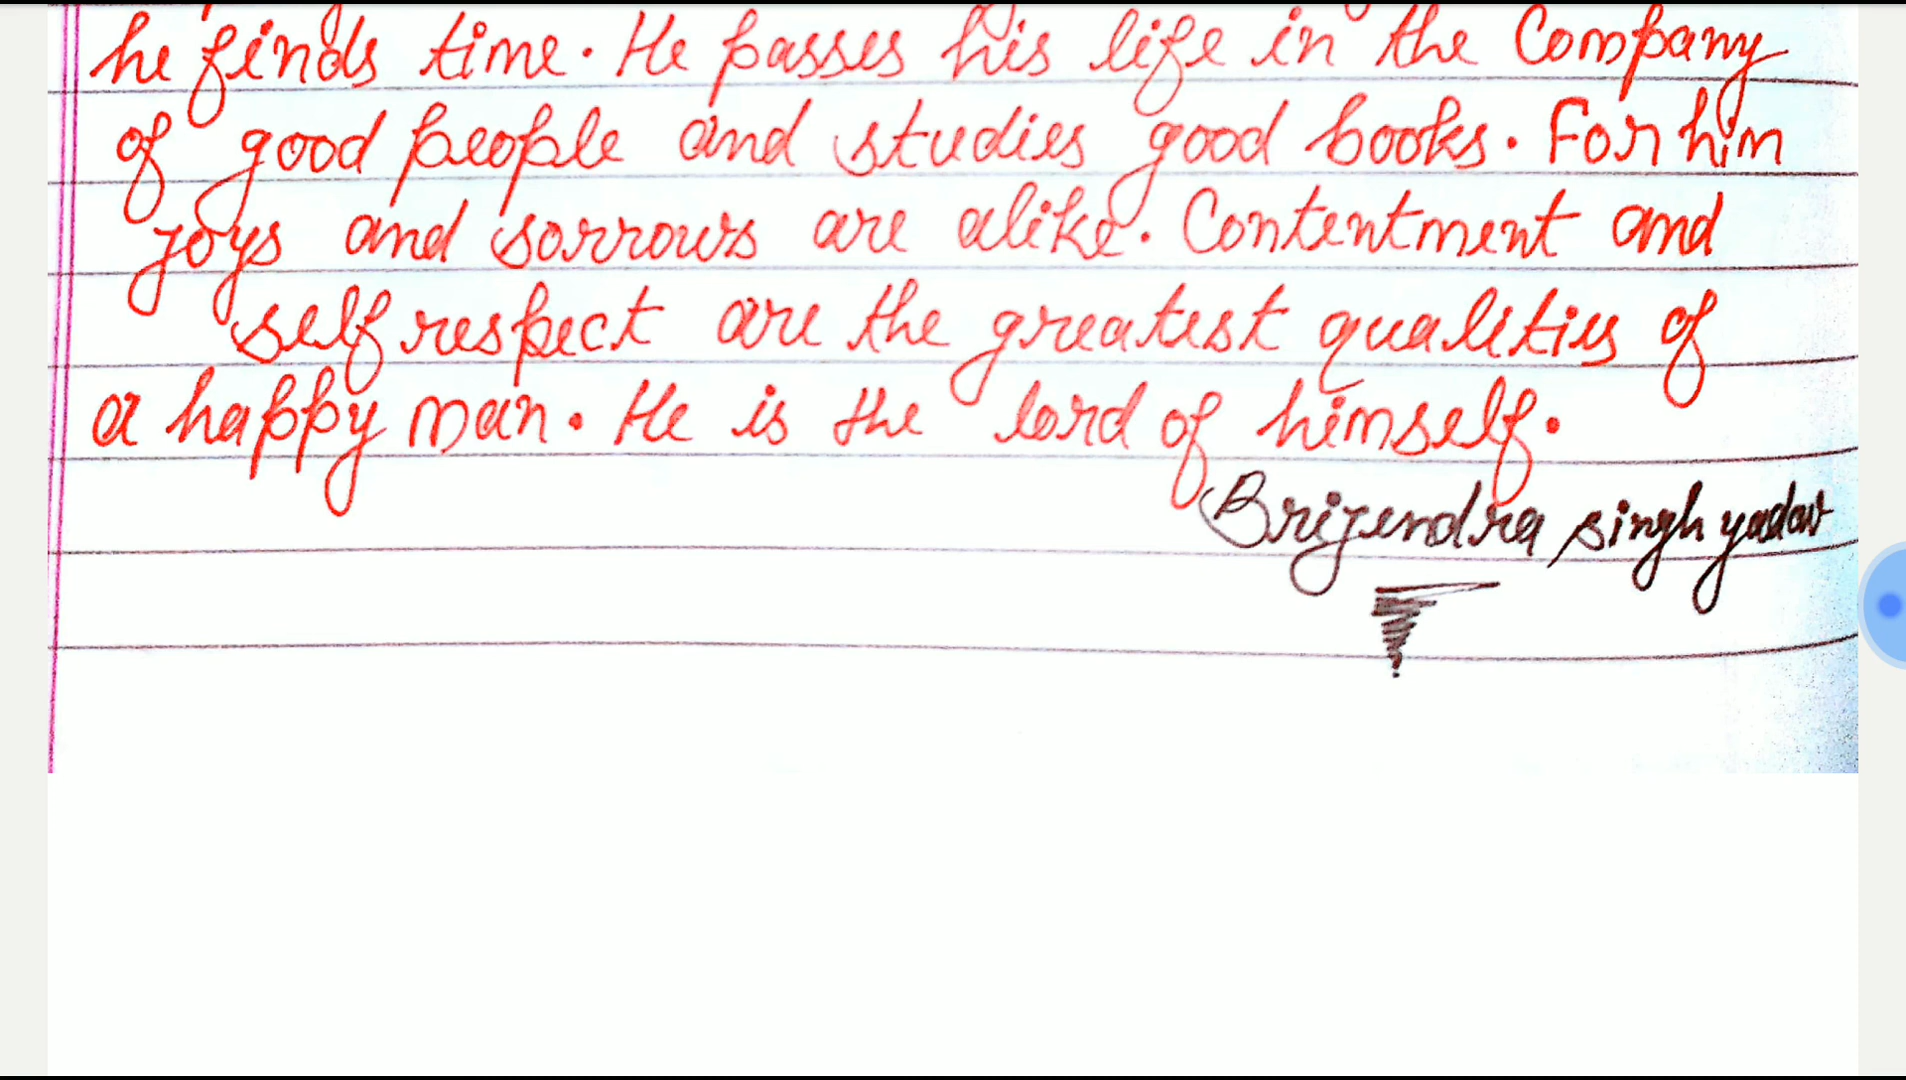 he finds time. He passes his life in the Company
of good people and studies good books. For him
joys and sorrows are alike. Contentment and
self respect are the greatest qualities of
a happy man. He is the lord of himself.
Brijendra singh yadav